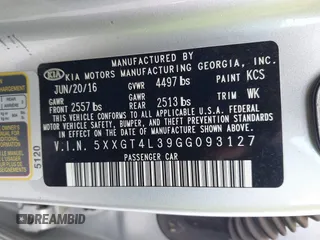 MANUFACTURED BY
KIA KIA MOTORS MANUFACTURING GEORGIA, INC.
JUN/20/16 GVWR 4497 lbs PAINT KCS
GAWR FRONT 2557 lbs GAWR REAR 2513 lbs TRIM WK
THIS VEHICLE CONFORMS TO ALL APPLICABLE FEDERAL MOTOR VEHICLE SAFETY, BUMPER, AND THEFT PREVENTION STANDARDS IN EFFECT ON THE DATE OF MANUFACTURE SHOWN ABOVE.
V.I.N. 5XXGT4L39GG093127
PASSENGER CAR
5120
DREAMBID